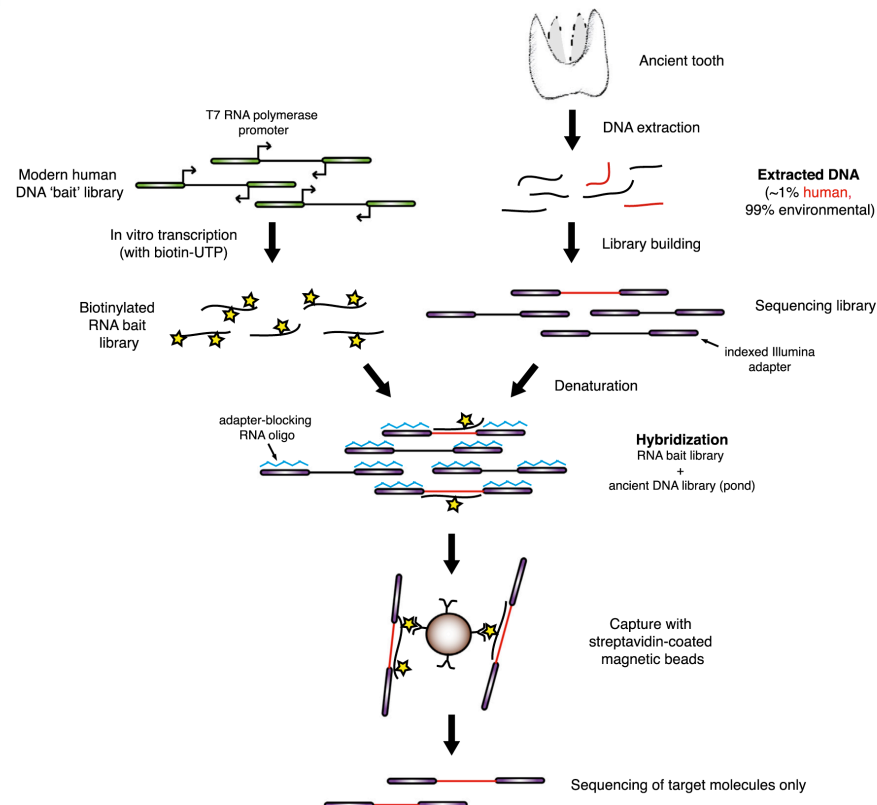 Ancient tooth
T7 RNA polymerase
promoter
DNA extraction
Modern human
DNA ‘bait’ library
Extracted DNA
(~1% human,
99% environmental)
In vitro transcription
(with biotin-UTP)
Library building
Biotinylated
RNA bait
library
Sequencing library
indexed Illumina
adapter
Denaturation
adapter-blocking
RNA oligo
Hybridization
RNA bait library
+
ancient DNA library (pond)
Capture with
streptavidin-coated
magnetic beads
Sequencing of target molecules only